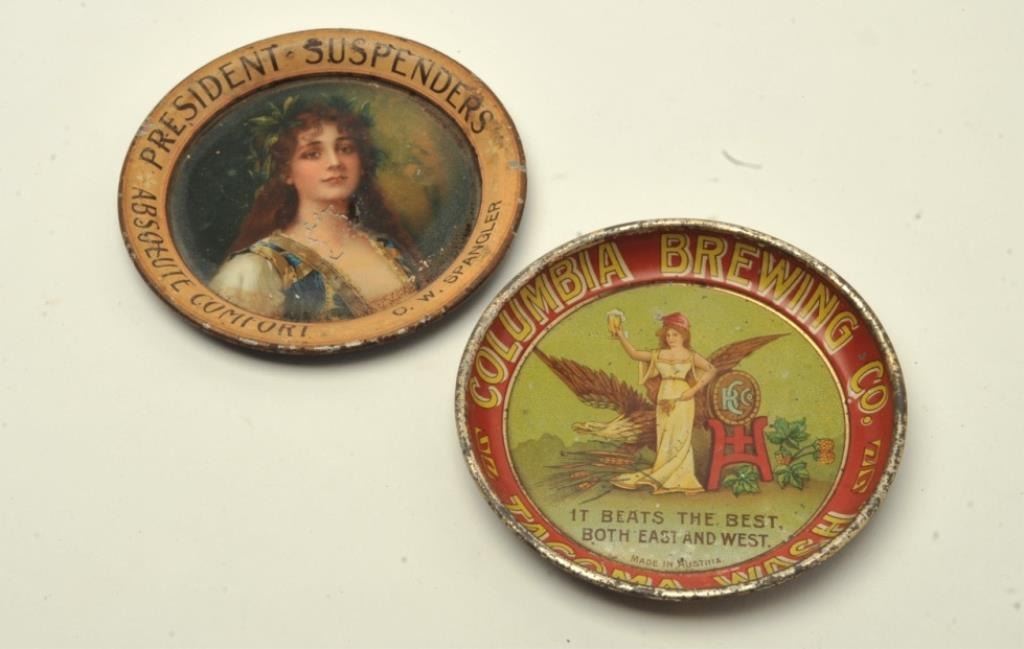 PRESIDENT SUSPENDERS
ABSOLUTE COMFORT
C. W. SPANGLER
COLUMBIA BREWING CO.
IT BEATS THE BEST,
BOTH EAST AND WEST.
MADE IN AUSTRIA
TACOMA WASH